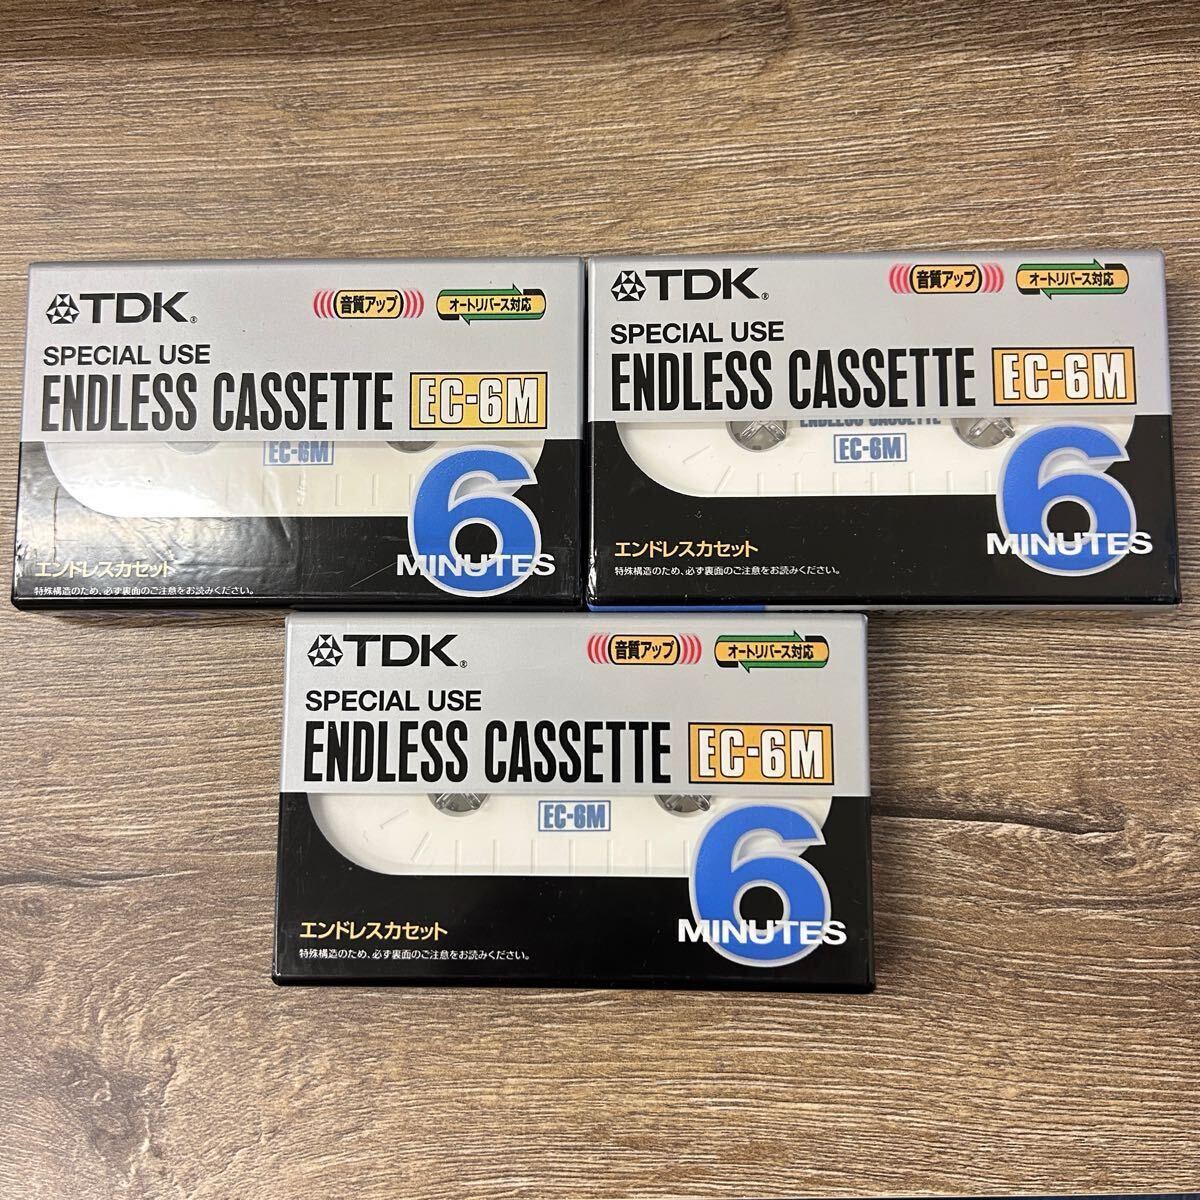 TDK®
音質アップ
オートリバース対応
SPECIAL USE
ENDLESS CASSETTE EC-6M
EC-6M
6
MINUTES
エンドレスカセット
特殊構造のため、必ず裏面のご注意をお読みください。
TDK®
音質アップ
オートリバース対応
SPECIAL USE
ENDLESS CASSETTE EC-6M
ENDLESS CASSETTE
EC-6M
6
MINUTES
エンドレスカセット
特殊構造のため、必ず裏面のご注意をお読みください。
TDK®
音質アップ
オートリバース対応
SPECIAL USE
ENDLESS CASSETTE EC-6M
EC-6M
6
MINUTES
エンドレスカセット
特殊構造のため、必ず裏面のご注意をお読みください。